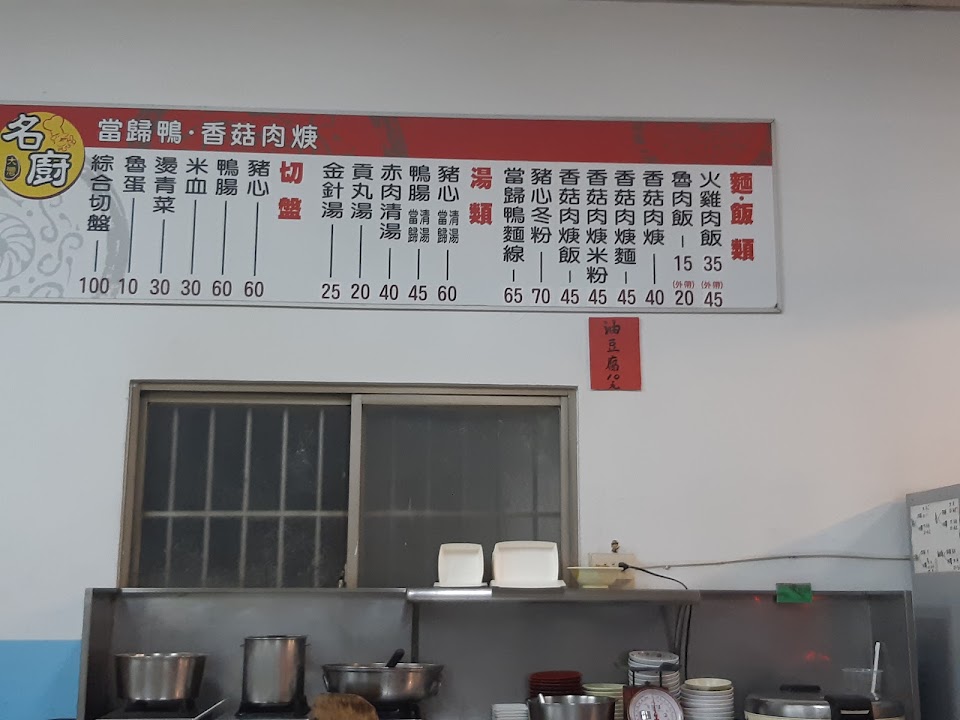 名廚
當歸鴨·香菇肉焿
麵·飯類
火雞肉飯 35 (外帶) 45
魯肉飯 15 (外帶) 20
香菇肉焿 40
香菇肉焿麵 45
香菇肉焿米粉 45
香菇肉焿飯 45
豬心冬粉 70
當歸鴨麵線 65
湯類
豬心 清湯 當歸 60
鴨腸 清湯 當歸 45
赤肉清湯 40
貢丸湯 20
金針湯 25
切盤
豬心 60
鴨腸 60
米血 30
燙青菜 30
魯蛋 10
綜合切盤 100
油豆腐10元